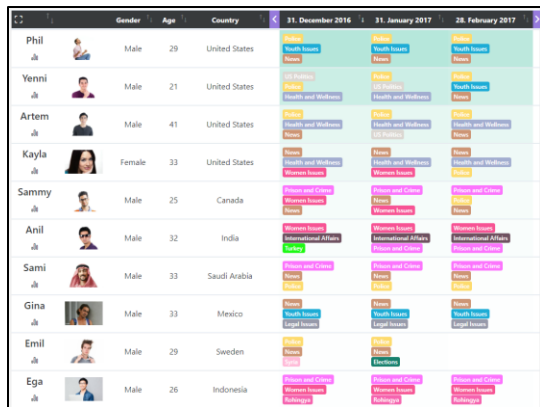 Gender Age Country 31. December 2016 31. January 2017 28. February 2017
Phil Male 29 United States
Police Police Police
Youth Issues Youth Issues Youth Issues
News News News
Yenni Male 21 United States
US Politics Police Police
Police US Politics Youth Issues
Health and Wellness Health and Wellness News
Artem Male 41 United States
Police Police Police
Health and Wellness Health and Wellness Health and Wellness
News US Politics News
Kayla Female 33 United States
News News News
Health and Wellness Health and Wellness Health and Wellness
Women Issues Women Issues Police
Sammy Male 25 Canada
Prison and Crime Prison and Crime Prison and Crime
Women Issues News Police
News Women Issues News
Anil Male 32 India
Women Issues Women Issues Women Issues
International Affairs International Affairs International Affairs
Turkey Prison and Crime Prison and Crime
Sami Male 33 Saudi Arabia
Prison and Crime Prison and Crime Prison and Crime
News News News
Police Police Police
Gina Male 33 Mexico
News News News
Youth Issues Youth Issues Youth Issues
Legal Issues Legal Issues Legal Issues
Emil Male 29 Sweden
Police Police
News News
Syria Elections
Ega Male 26 Indonesia
Prison and Crime Prison and Crime Prison and Crime
Women Issues Women Issues Women Issues
Rohingya Rohingya Rohingya